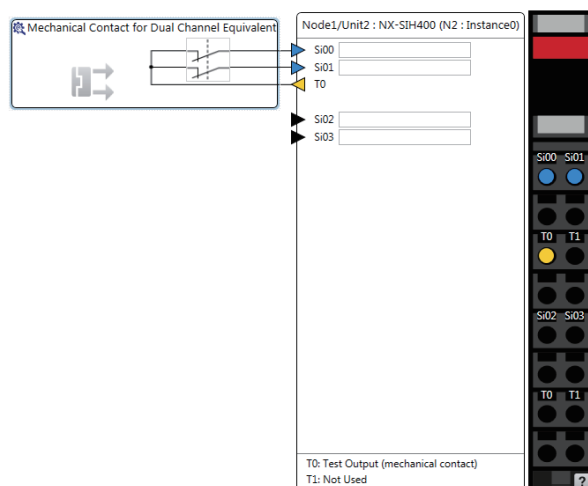 Mechanical Contact for Dual Channel Equivalent
Node1/Unit2 : NX-SIH400 (N2 : Instance0)
Si00
Si01
T0
Si02
Si03
T0: Test Output (mechanical contact)
T1: Not Used
Si00 Si01
T0 T1
Si02 Si03
T0 T1
?